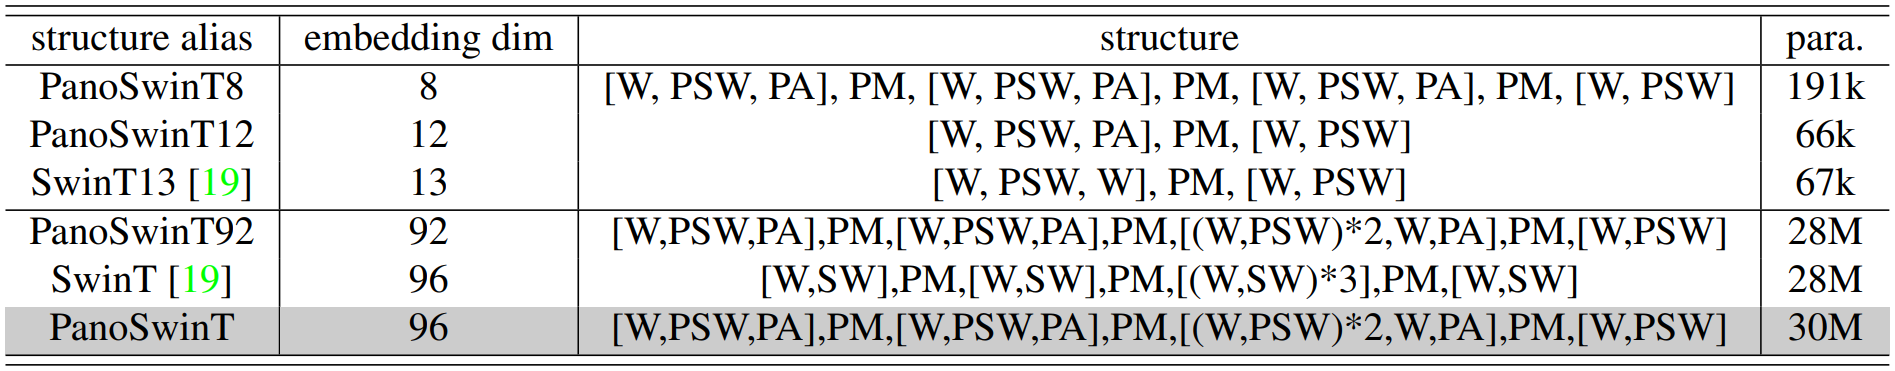 structure alias embedding dim structure para.
PanoSwinT8 8 [W, PSW, PA], PM, [W, PSW, PA], PM, [W, PSW, PA], PM, [W, PSW] 191k
PanoSwinT12 12 [W, PSW, PA], PM, [W, PSW] 66k
SwinT13 [19] 13 [W, PSW, W], PM, [W, PSW] 67k
PanoSwinT92 92 [W,PSW,PA],PM,[W,PSW,PA],PM,[(W,PSW)*2,W,PA],PM,[W,PSW] 28M
SwinT [19] 96 [W,SW],PM,[W,SW],PM,[(W,SW)*3],PM,[W,SW] 28M
PanoSwinT 96 [W,PSW,PA],PM,[W,PSW,PA],PM,[(W,PSW)*2,W,PA],PM,[W,PSW] 30M